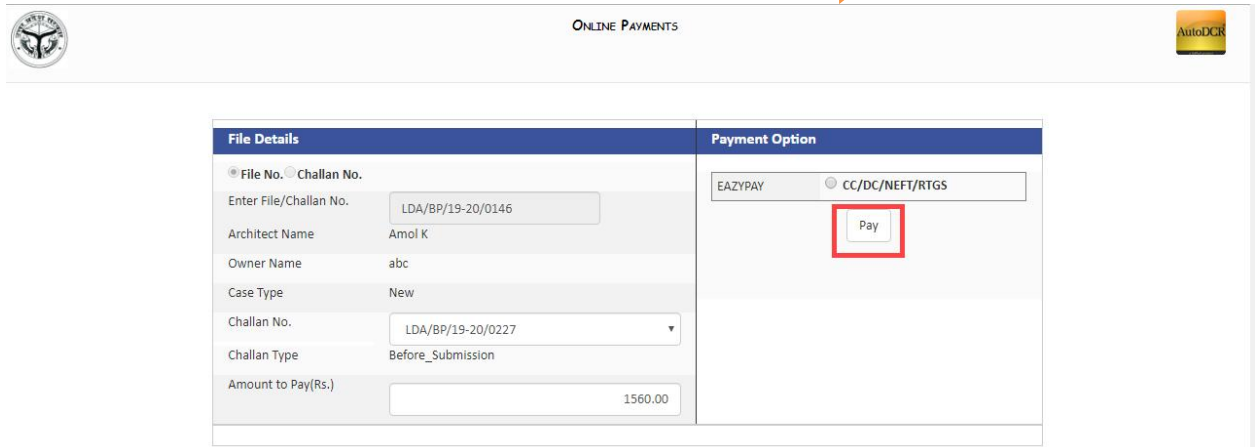 ONLINE PAYMENTS
AutoDCR
File Details
File No. Challan No.
Enter File/Challan No. LDA/BP/19-20/0146
Architect Name Amol K
Owner Name abc
Case Type New
Challan No. LDA/BP/19-20/0227
Challan Type Before_Submission
Amount to Pay(Rs.) 1560.00
Payment Option
EAZYPAY CC/DC/NEFT/RTGS
Pay